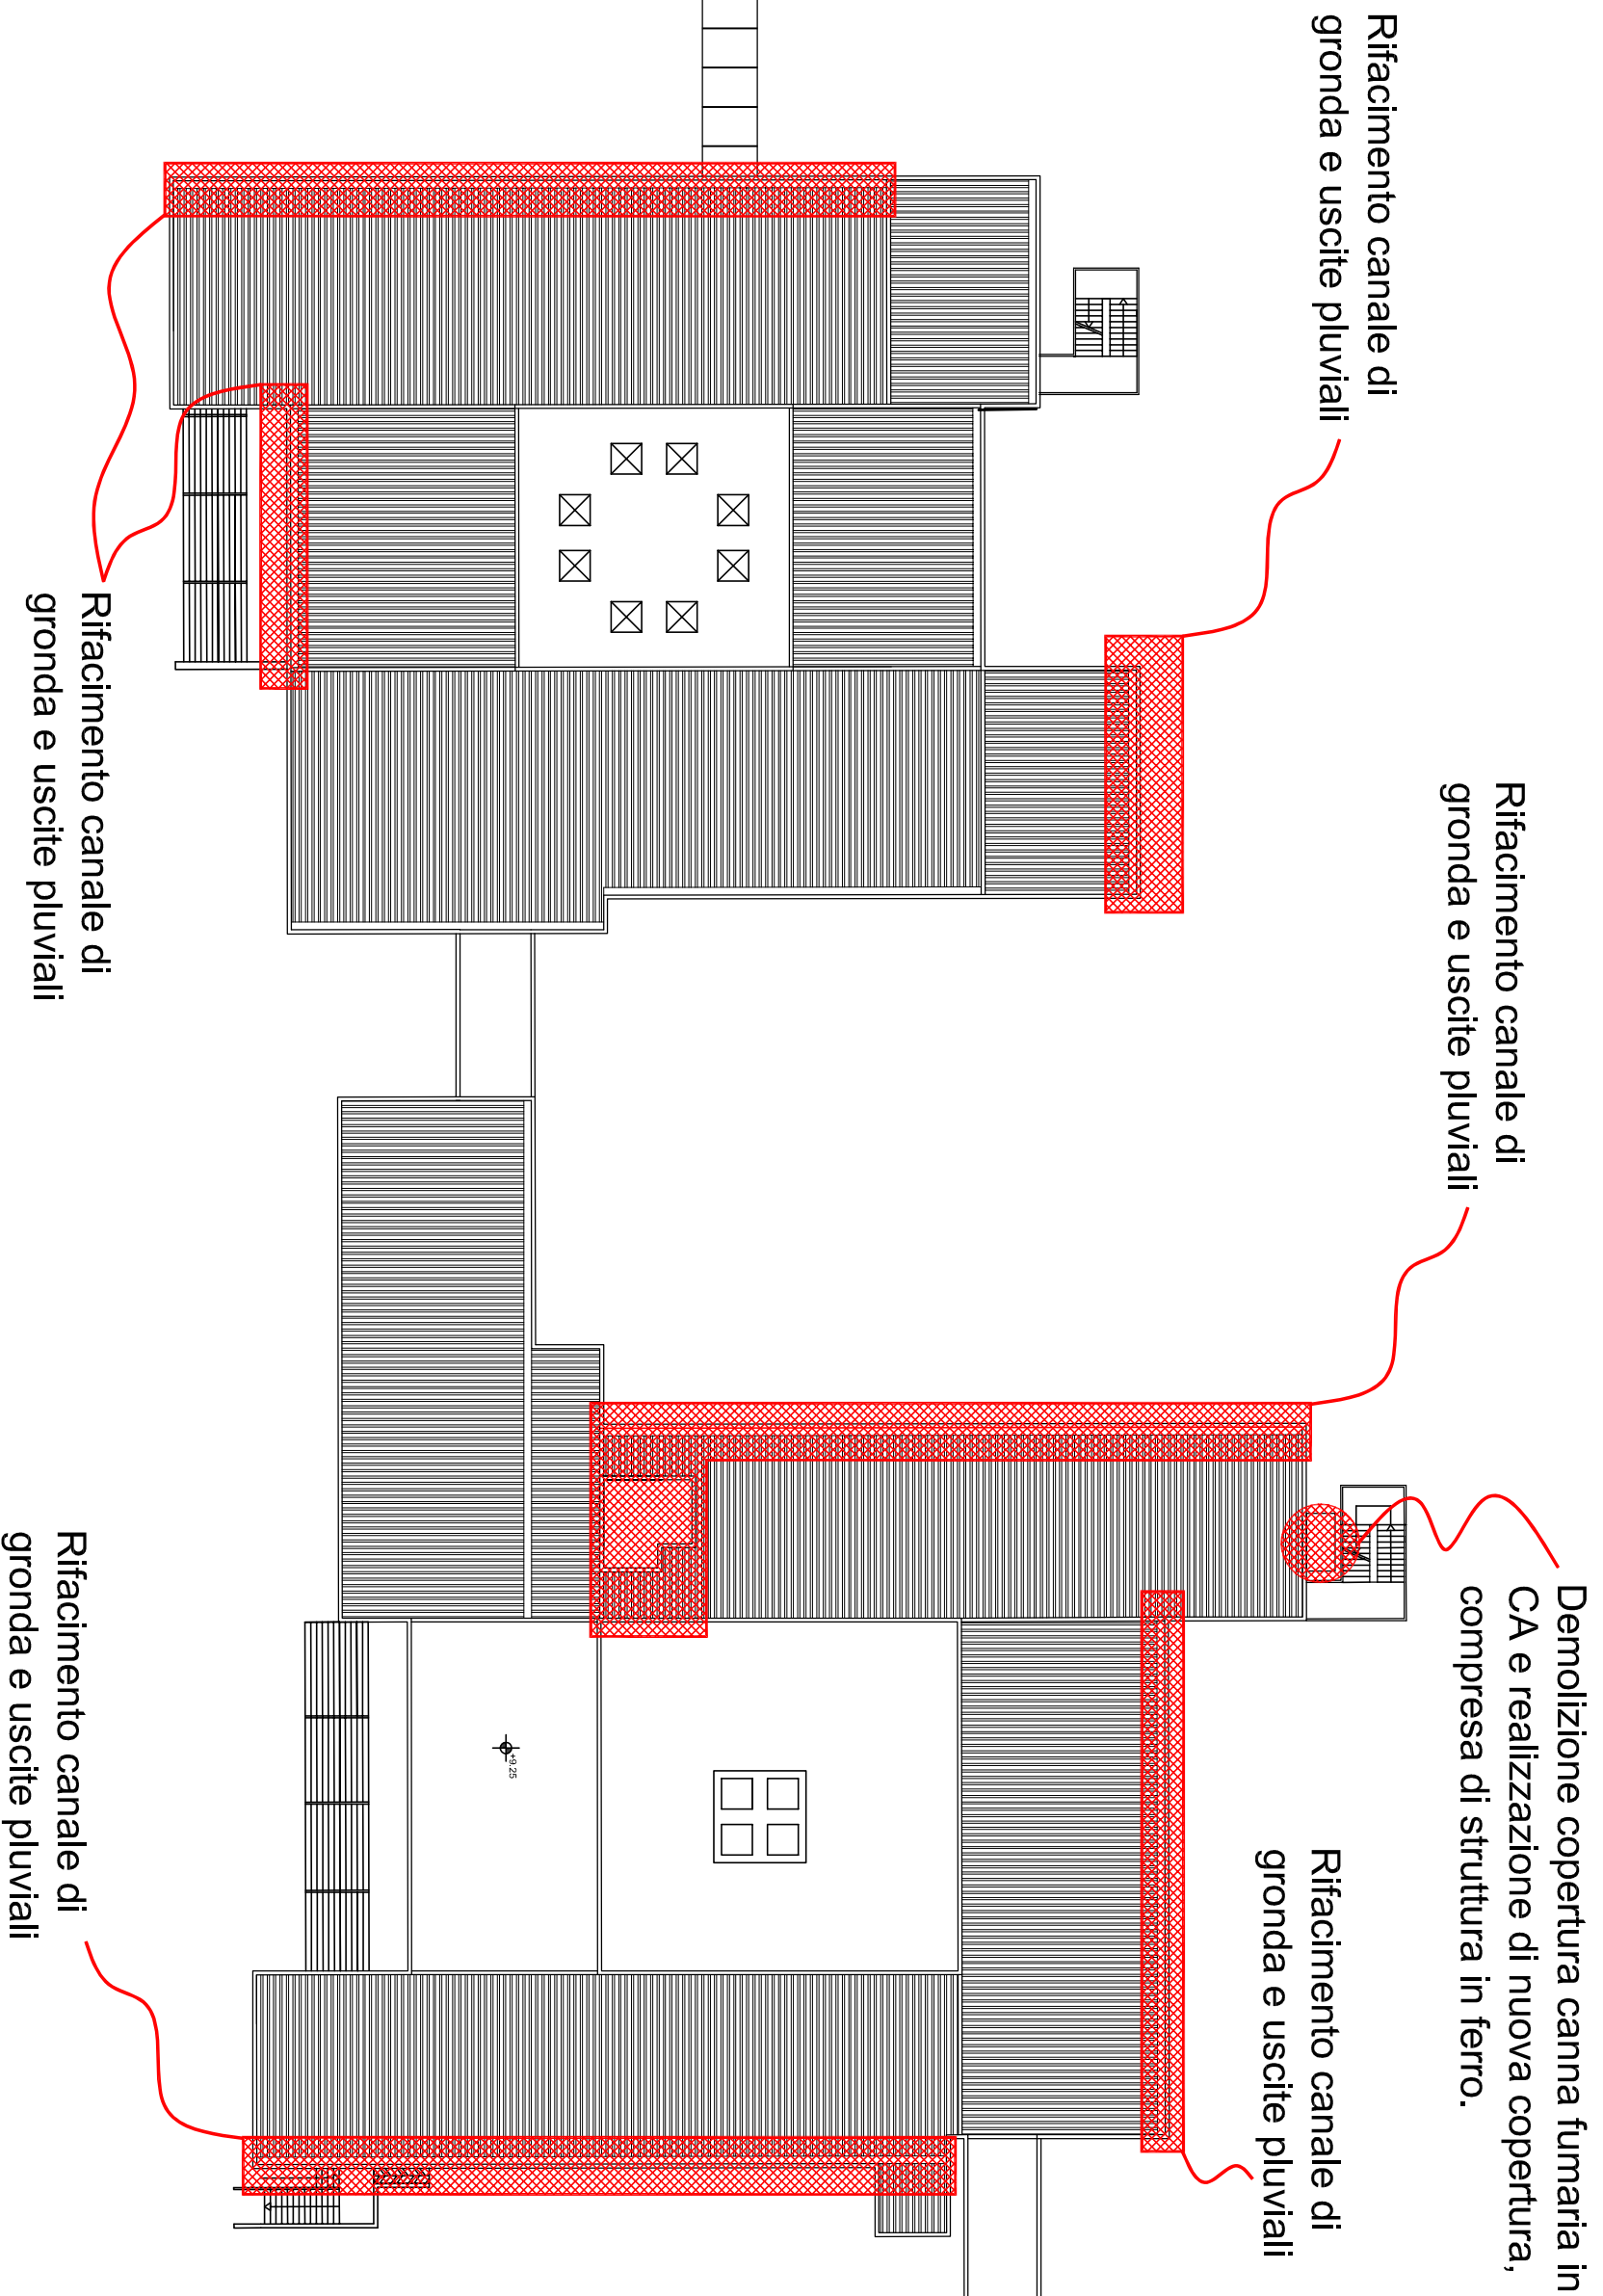 Rifacimento canale di
gronda e uscite pluviali
Rifacimento canale di
gronda e uscite pluviali
Demolizione copertura canna fumaria in
CA e realizzazione di nuova copertura,
compresa di struttura in ferro.
Rifacimento canale di
gronda e uscite pluviali
Rifacimento canale di
gronda e uscite pluviali
+9.25
Rifacimento canale di
gronda e uscite pluviali